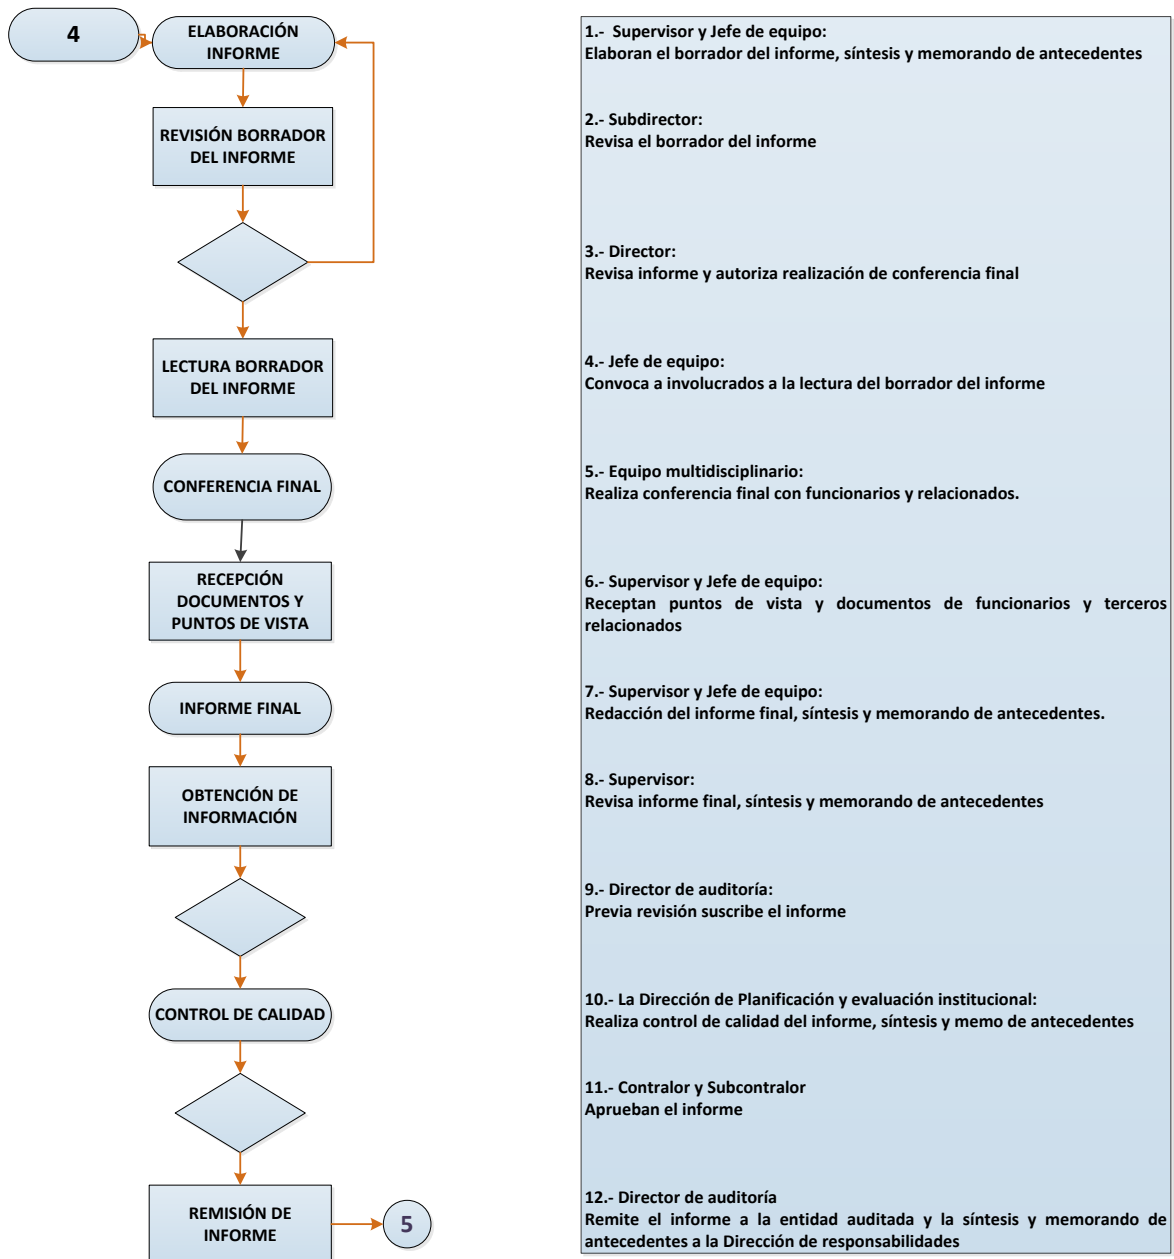 4
ELABORACIÓN
INFORME
REVISIÓN BORRADOR
DEL INFORME
LECTURA BORRADOR
DEL INFORME
CONFERENCIA FINAL
RECEPCIÓN
DOCUMENTOS Y
PUNTOS DE VISTA
INFORME FINAL
OBTENCIÓN DE
INFORMACIÓN
CONTROL DE CALIDAD
REMISIÓN DE
INFORME
5
1.- Supervisor y Jefe de equipo:
Elaboran el borrador del informe, síntesis y memorando de antecedentes
2.- Subdirector:
Revisa el borrador del informe
3.- Director:
Revisa informe y autoriza realización de conferencia final
4.- Jefe de equipo:
Convoca a involucrados a la lectura del borrador del informe
5.- Equipo multidisciplinario:
Realiza conferencia final con funcionarios y relacionados.
6.- Supervisor y Jefe de equipo:
Receptan puntos de vista y documentos de funcionarios y terceros
relacionados
7.- Supervisor y Jefe de equipo:
Redacción del informe final, síntesis y memorando de antecedentes.
8.- Supervisor:
Revisa informe final, síntesis y memorando de antecedentes
9.- Director de auditoría:
Previa revisión suscribe el informe
10.- La Dirección de Planificación y evaluación institucional:
Realiza control de calidad del informe, síntesis y memo de antecedentes
11.- Contralor y Subcontralor
Aprueban el informe
12.- Director de auditoría
Remite el informe a la entidad auditada y la síntesis y memorando de
antecedentes a la Dirección de responsabilidades